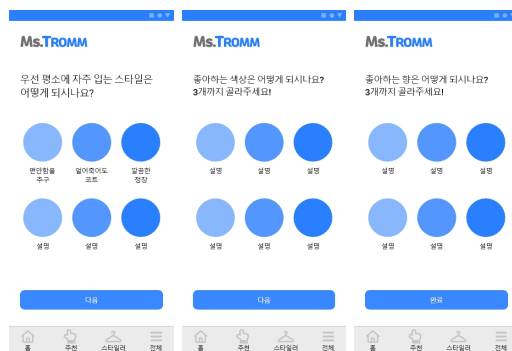 Ms.TROMM
우선 평소에 자주 입는 스타일은
어떻게 되시나요?
편안함을
추구
얼어죽어도
코트
깔끔한
정장
설명
설명
설명
다음
홈
추천
스타일러
전체
Ms.TROMM
좋아하는 색상은 어떻게 되시나요?
3개까지 골라주세요!
설명
설명
설명
설명
설명
설명
다음
홈
추천
스타일러
전체
Ms.TROMM
좋아하는 향은 어떻게 되시나요?
3개까지 골라주세요!
설명
설명
설명
설명
설명
설명
완료
홈
추천
스타일러
전체